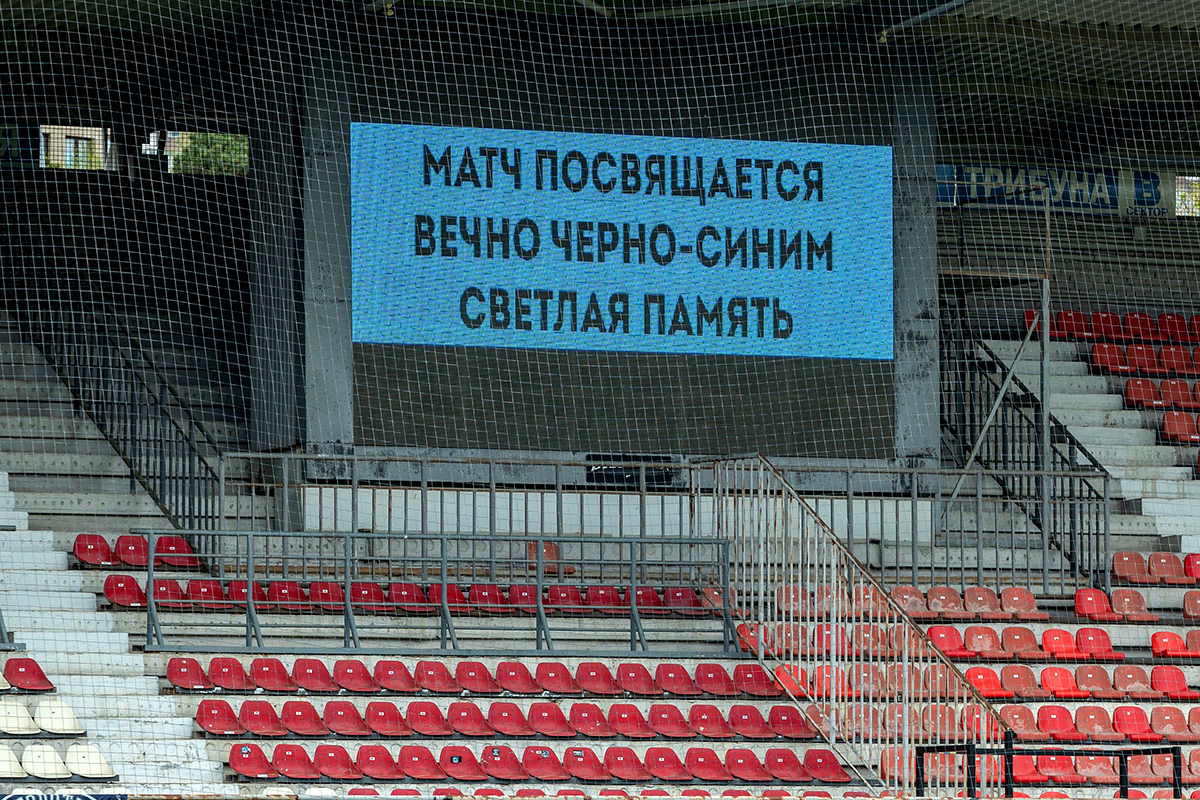 МАТЧ ПОСВЯЩАЕТСЯ
ВЕЧНО ЧЕРНО-СИНИМ
СВЕТЛАЯ ПАМЯТЬ
ТРИБУНА В
СЕКТОР